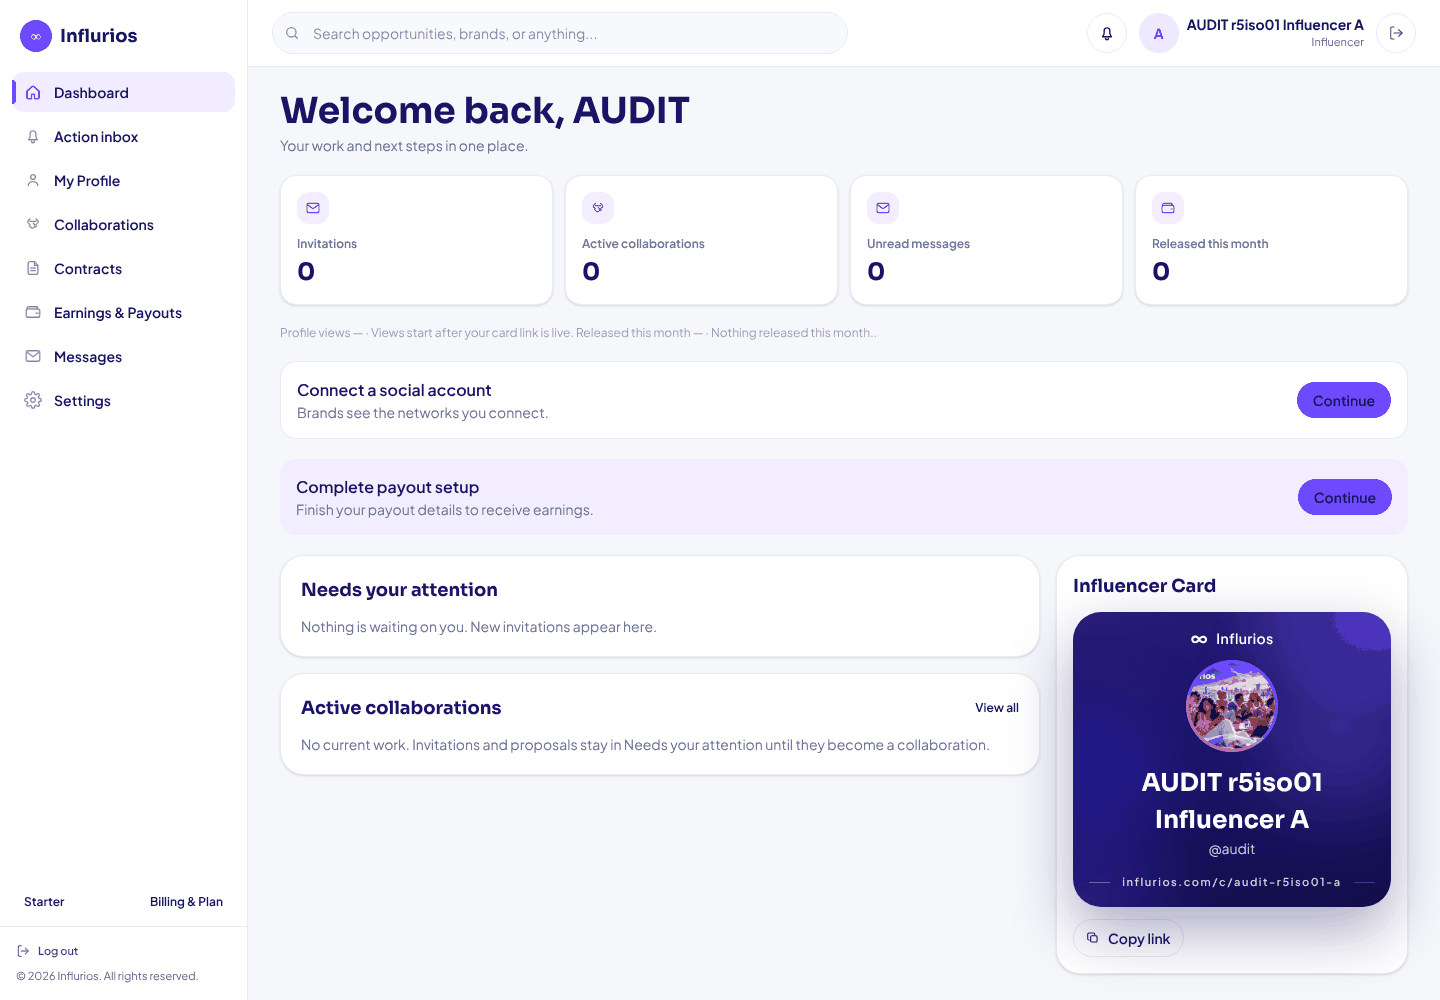 Influrios
Search opportunities, brands, or anything...
A
AUDIT r5iso01 Influencer A
Influencer
Dashboard
Action inbox
My Profile
Collaborations
Contracts
Earnings & Payouts
Messages
Settings
Starter
Billing & Plan
Log out
© 2026 Influrios. All rights reserved.
Welcome back, AUDIT
Your work and next steps in one place.
Invitations
0
Active collaborations
0
Unread messages
0
Released this month
0
Profile views — · Views start after your card link is live. Released this month — · Nothing released this month..
Connect a social account
Brands see the networks you connect.
Continue
Complete payout setup
Finish your payout details to receive earnings.
Continue
Needs your attention
Nothing is waiting on you. New invitations appear here.
Active collaborations
View all
No current work. Invitations and proposals stay in Needs your attention until they become a collaboration.
Influencer Card
Influrios
rios
AUDIT r5iso01
Influencer A
@audit
influrios.com/c/audit-r5iso01-a
Copy link